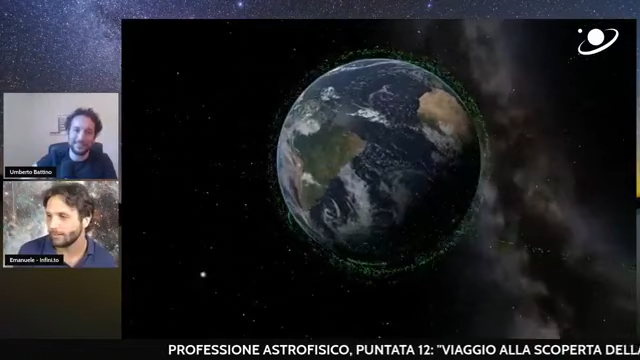 Umberto Battino
Emanuele - Infini.to
PROFESSIONE ASTROFISICO, PUNTATA 12: "VIAGGIO ALLA SCOPERTA DELLA